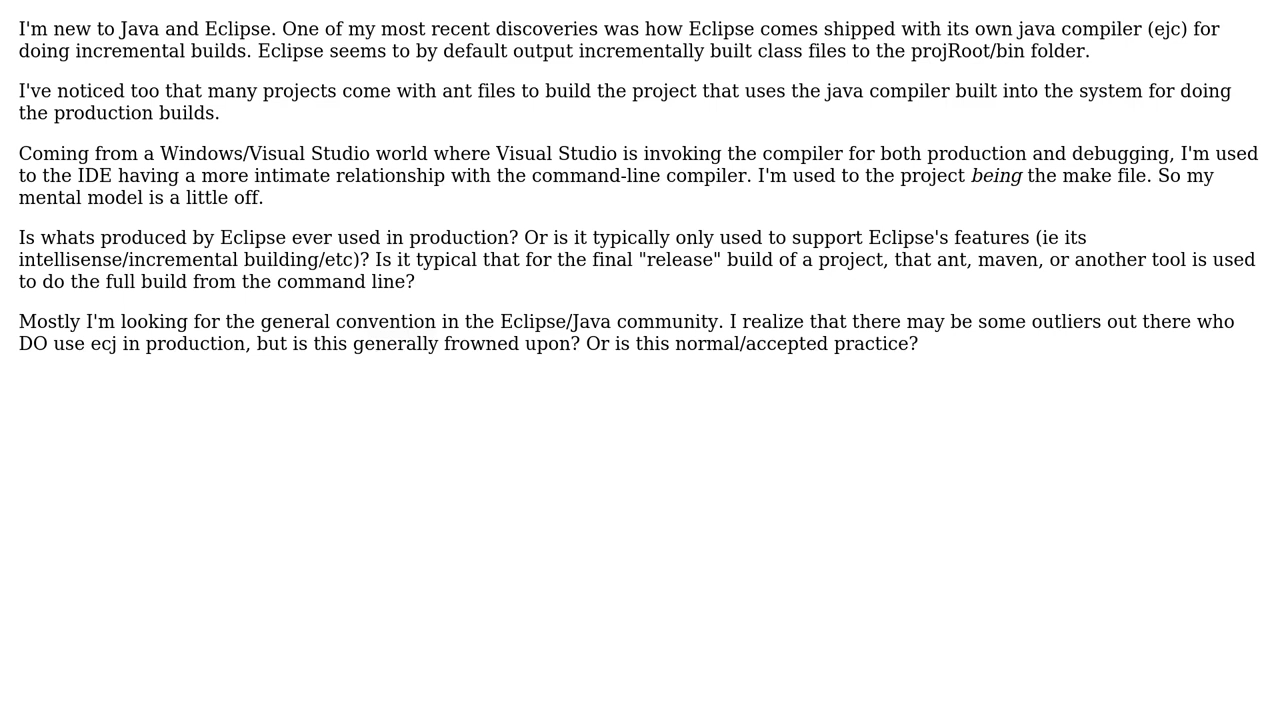 I'm new to Java and Eclipse. One of my most recent discoveries was how Eclipse comes shipped with its own java compiler (ejc) for
doing incremental builds. Eclipse seems to by default output incrementally built class files to the projRoot/bin folder.
I've noticed too that many projects come with ant files to build the project that uses the java compiler built into the system for doing
the production builds.
Coming from a Windows/Visual Studio world where Visual Studio is invoking the compiler for both production and debugging, I'm used
to the IDE having a more intimate relationship with the command-line compiler. I'm used to the project being the make file. So my
mental model is a little off.
Is whats produced by Eclipse ever used in production? Or is it typically only used to support Eclipse's features (ie its
intellisense/incremental building/etc)? Is it typical that for the final "release" build of a project, that ant, maven, or another tool is used
to do the full build from the command line?
Mostly I'm looking for the general convention in the Eclipse/Java community. I realize that there may be some outliers out there who
DO use ecj in production, but is this generally frowned upon? Or is this normal/accepted practice?